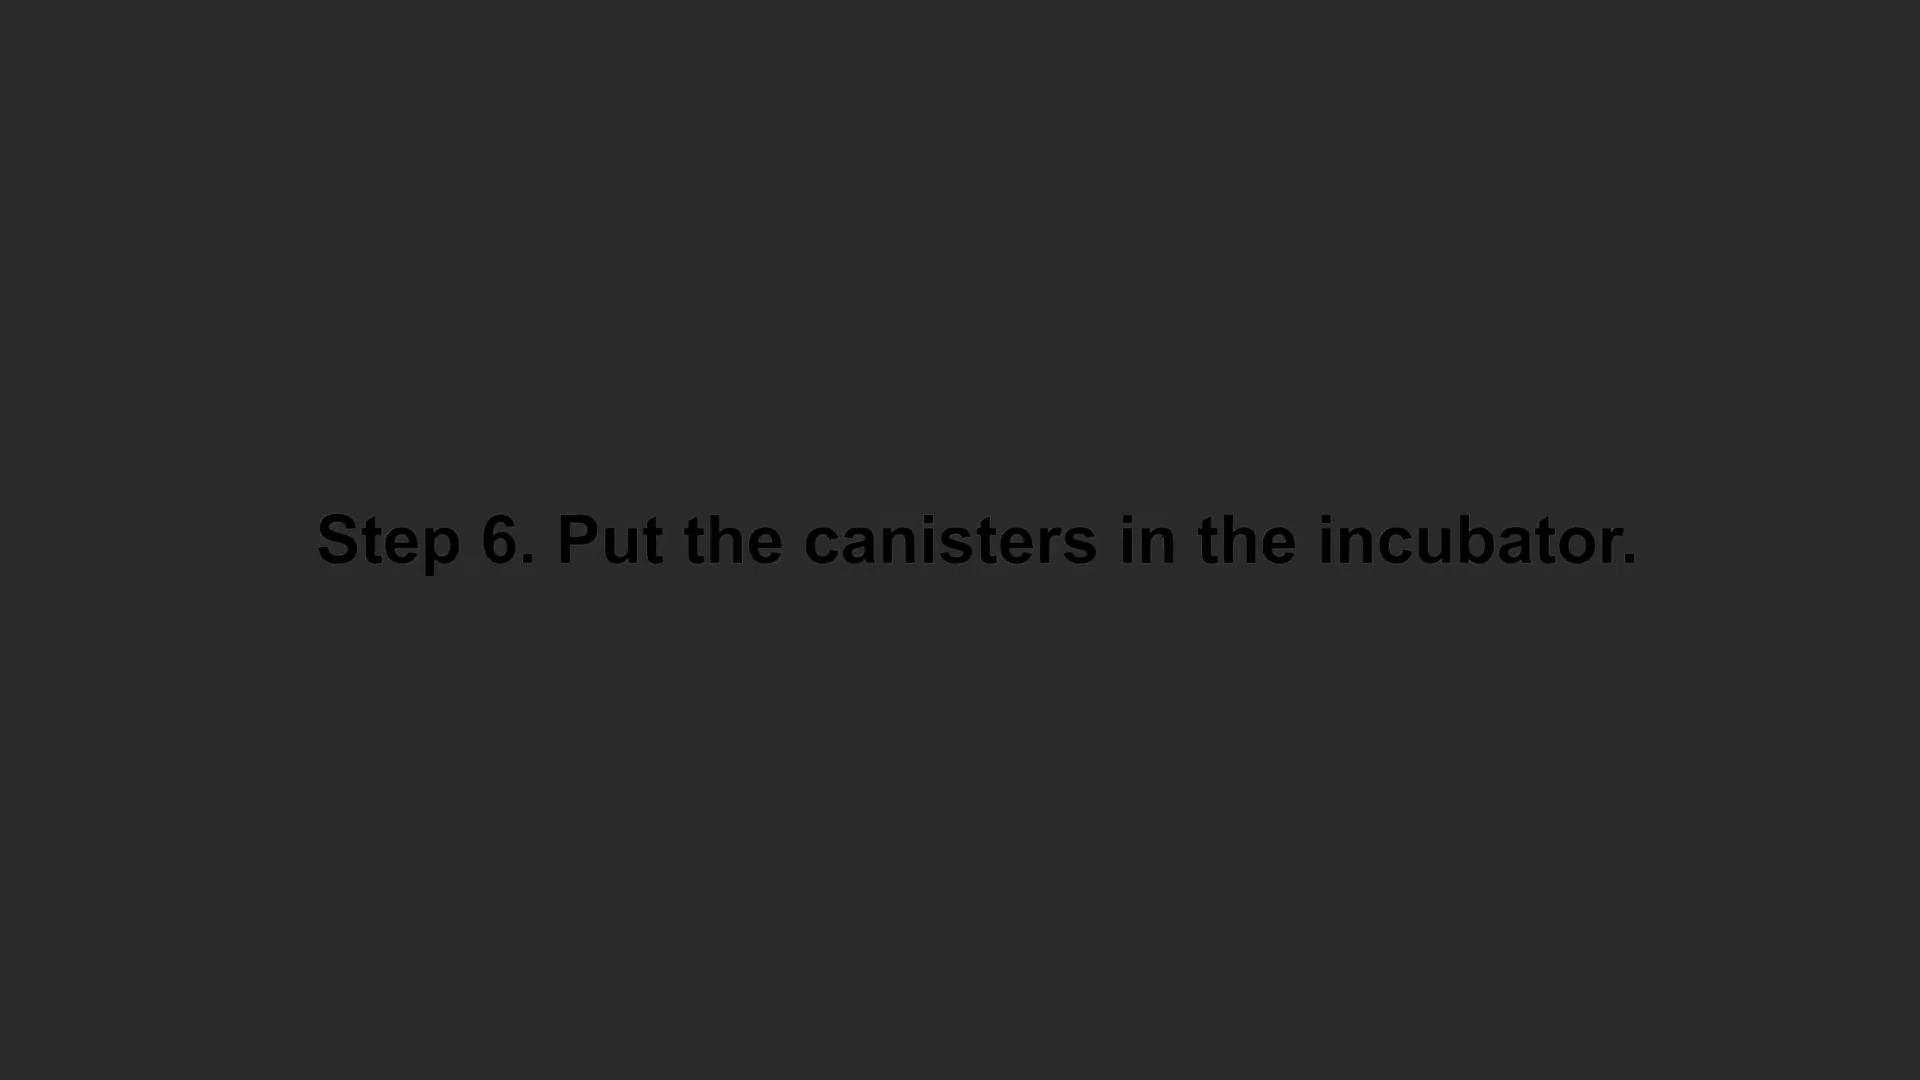 Step 6. Put the canisters in the incubator.